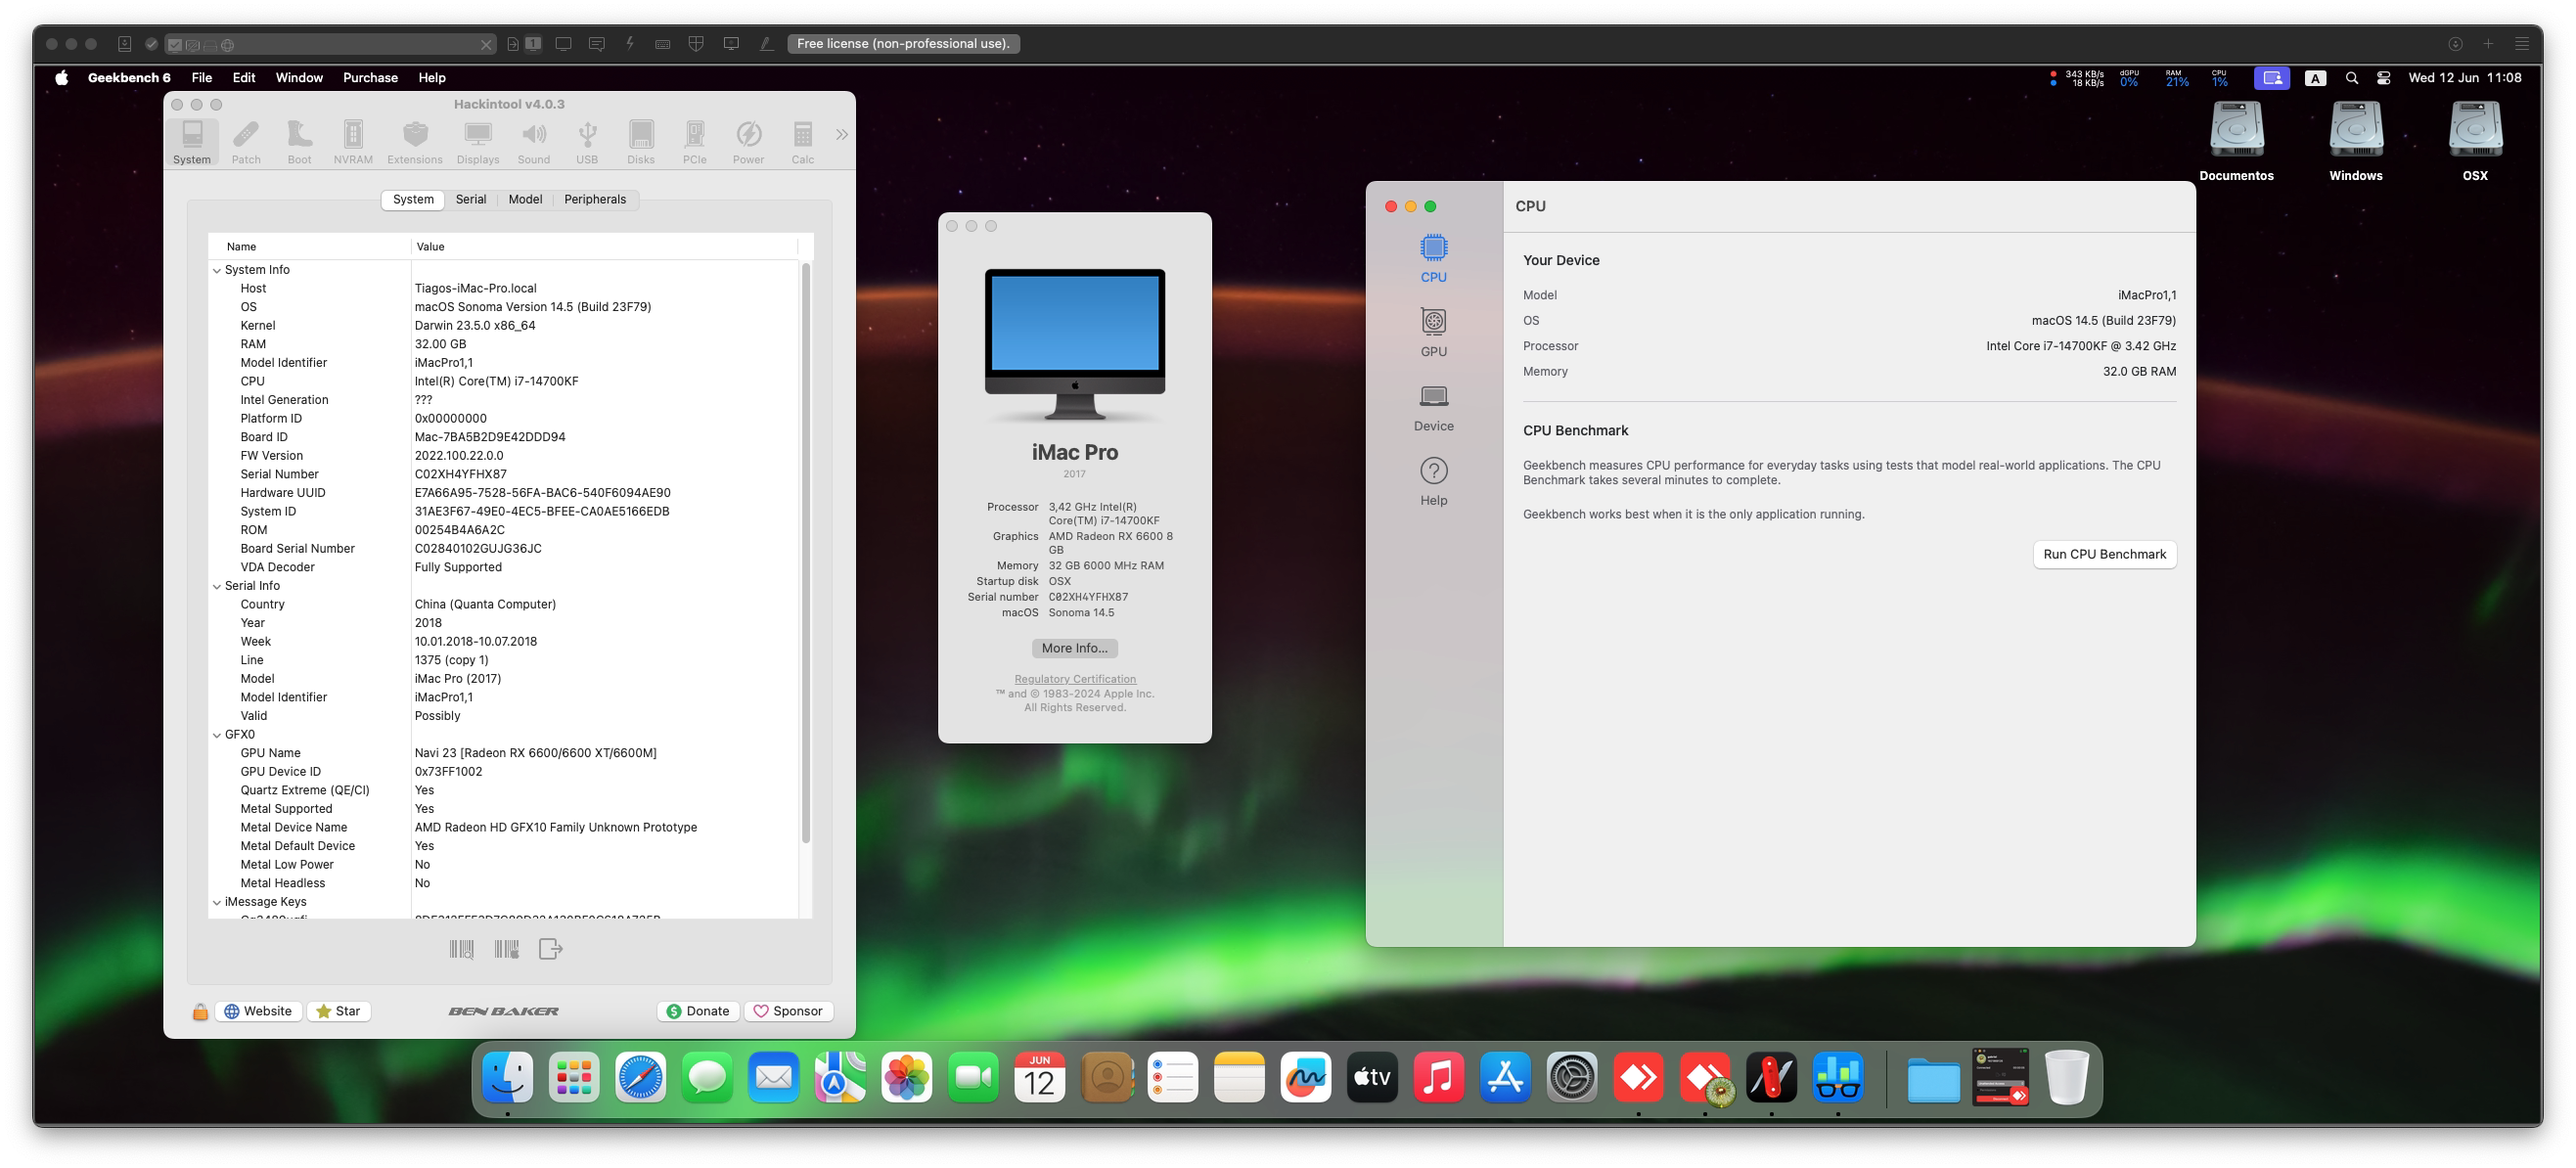 Free license (non-professional use).
Geekbench 6 File Edit Window Purchase Help
343 KB/s
18 KB/s
dGPU
0%
RAM
21%
CPU
1%
A
Wed 12 Jun 11:08
Hackintool v4.0.3
System Patch Boot NVRAM Extensions Displays Sound USB Disks PCIe Power Calc
System Serial Model Peripherals
Name Value
System Info
Host Tiagos-iMac-Pro.local
OS macOS Sonoma Version 14.5 (Build 23F79)
Kernel Darwin 23.5.0 x86_64
RAM 32.00 GB
Model Identifier iMacPro1,1
CPU Intel(R) Core(TM) i7-14700KF
Intel Generation ???
Platform ID 0x00000000
Board ID Mac-7BA5B2D9E42DDD94
FW Version 2022.100.22.0.0
Serial Number C02XH4YFHX87
Hardware UUID E7A66A95-7528-56FA-BAC6-540F6094AE90
System ID 31AE3F67-49E0-4EC5-BFEE-CA0AE5166EDB
ROM 00254B4A6A2C
Board Serial Number C02840102GUJG36JC
VDA Decoder Fully Supported
Serial Info
Country China (Quanta Computer)
Year 2018
Week 10.01.2018-10.07.2018
Line 1375 (copy 1)
Model iMac Pro (2017)
Model Identifier iMacPro1,1
Valid Possibly
GFX0
GPU Name Navi 23 [Radeon RX 6600/6600 XT/6600M]
GPU Device ID 0x73FF1002
Quartz Extreme (QE/CI) Yes
Metal Supported Yes
Metal Device Name AMD Radeon HD GFX10 Family Unknown Prototype
Metal Default Device Yes
Metal Low Power No
Metal Headless No
iMessage Keys
Website Star BEN BAKER Donate Sponsor
iMac Pro
2017
Processor 3,42 GHz Intel(R)
Core(TM) i7-14700KF
Graphics AMD Radeon RX 6600 8
GB
Memory 32 GB 6000 MHz RAM
Startup disk OSX
Serial number C02XH4YFHX87
macOS Sonoma 14.5
More Info...
Regulatory Certification
™ and © 1983-2024 Apple Inc.
All Rights Reserved.
CPU
GPU
Device
Help
CPU
Your Device
Model iMacPro1,1
OS macOS 14.5 (Build 23F79)
Processor Intel Core i7-14700KF @ 3.42 GHz
Memory 32.0 GB RAM
CPU Benchmark
Geekbench measures CPU performance for everyday tasks using tests that model real-world applications. The CPU
Benchmark takes several minutes to complete.
Geekbench works best when it is the only application running.
Run CPU Benchmark
Documentos Windows OSX
JUN
12
tv